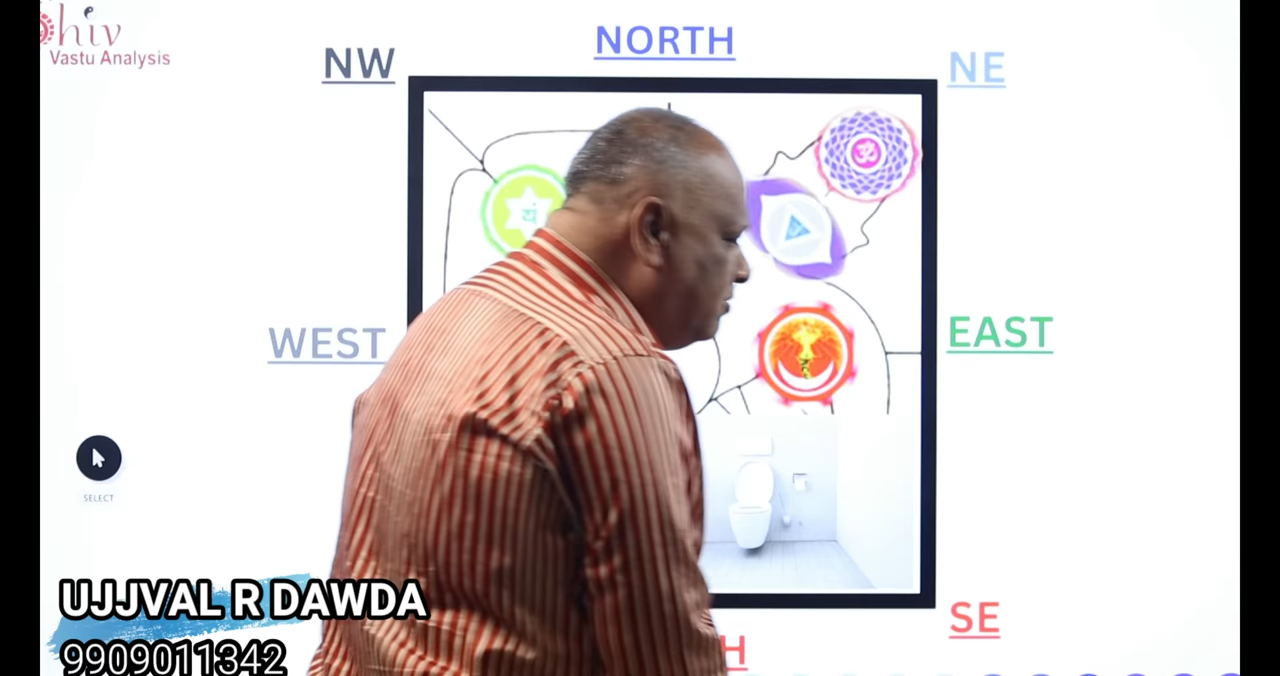 hiv
Vastu Analysis
NW
NORTH
NE
ॐ
यं
WEST
EAST
SELECT
UJJVAL R DAWDA
9909011342
SE
H